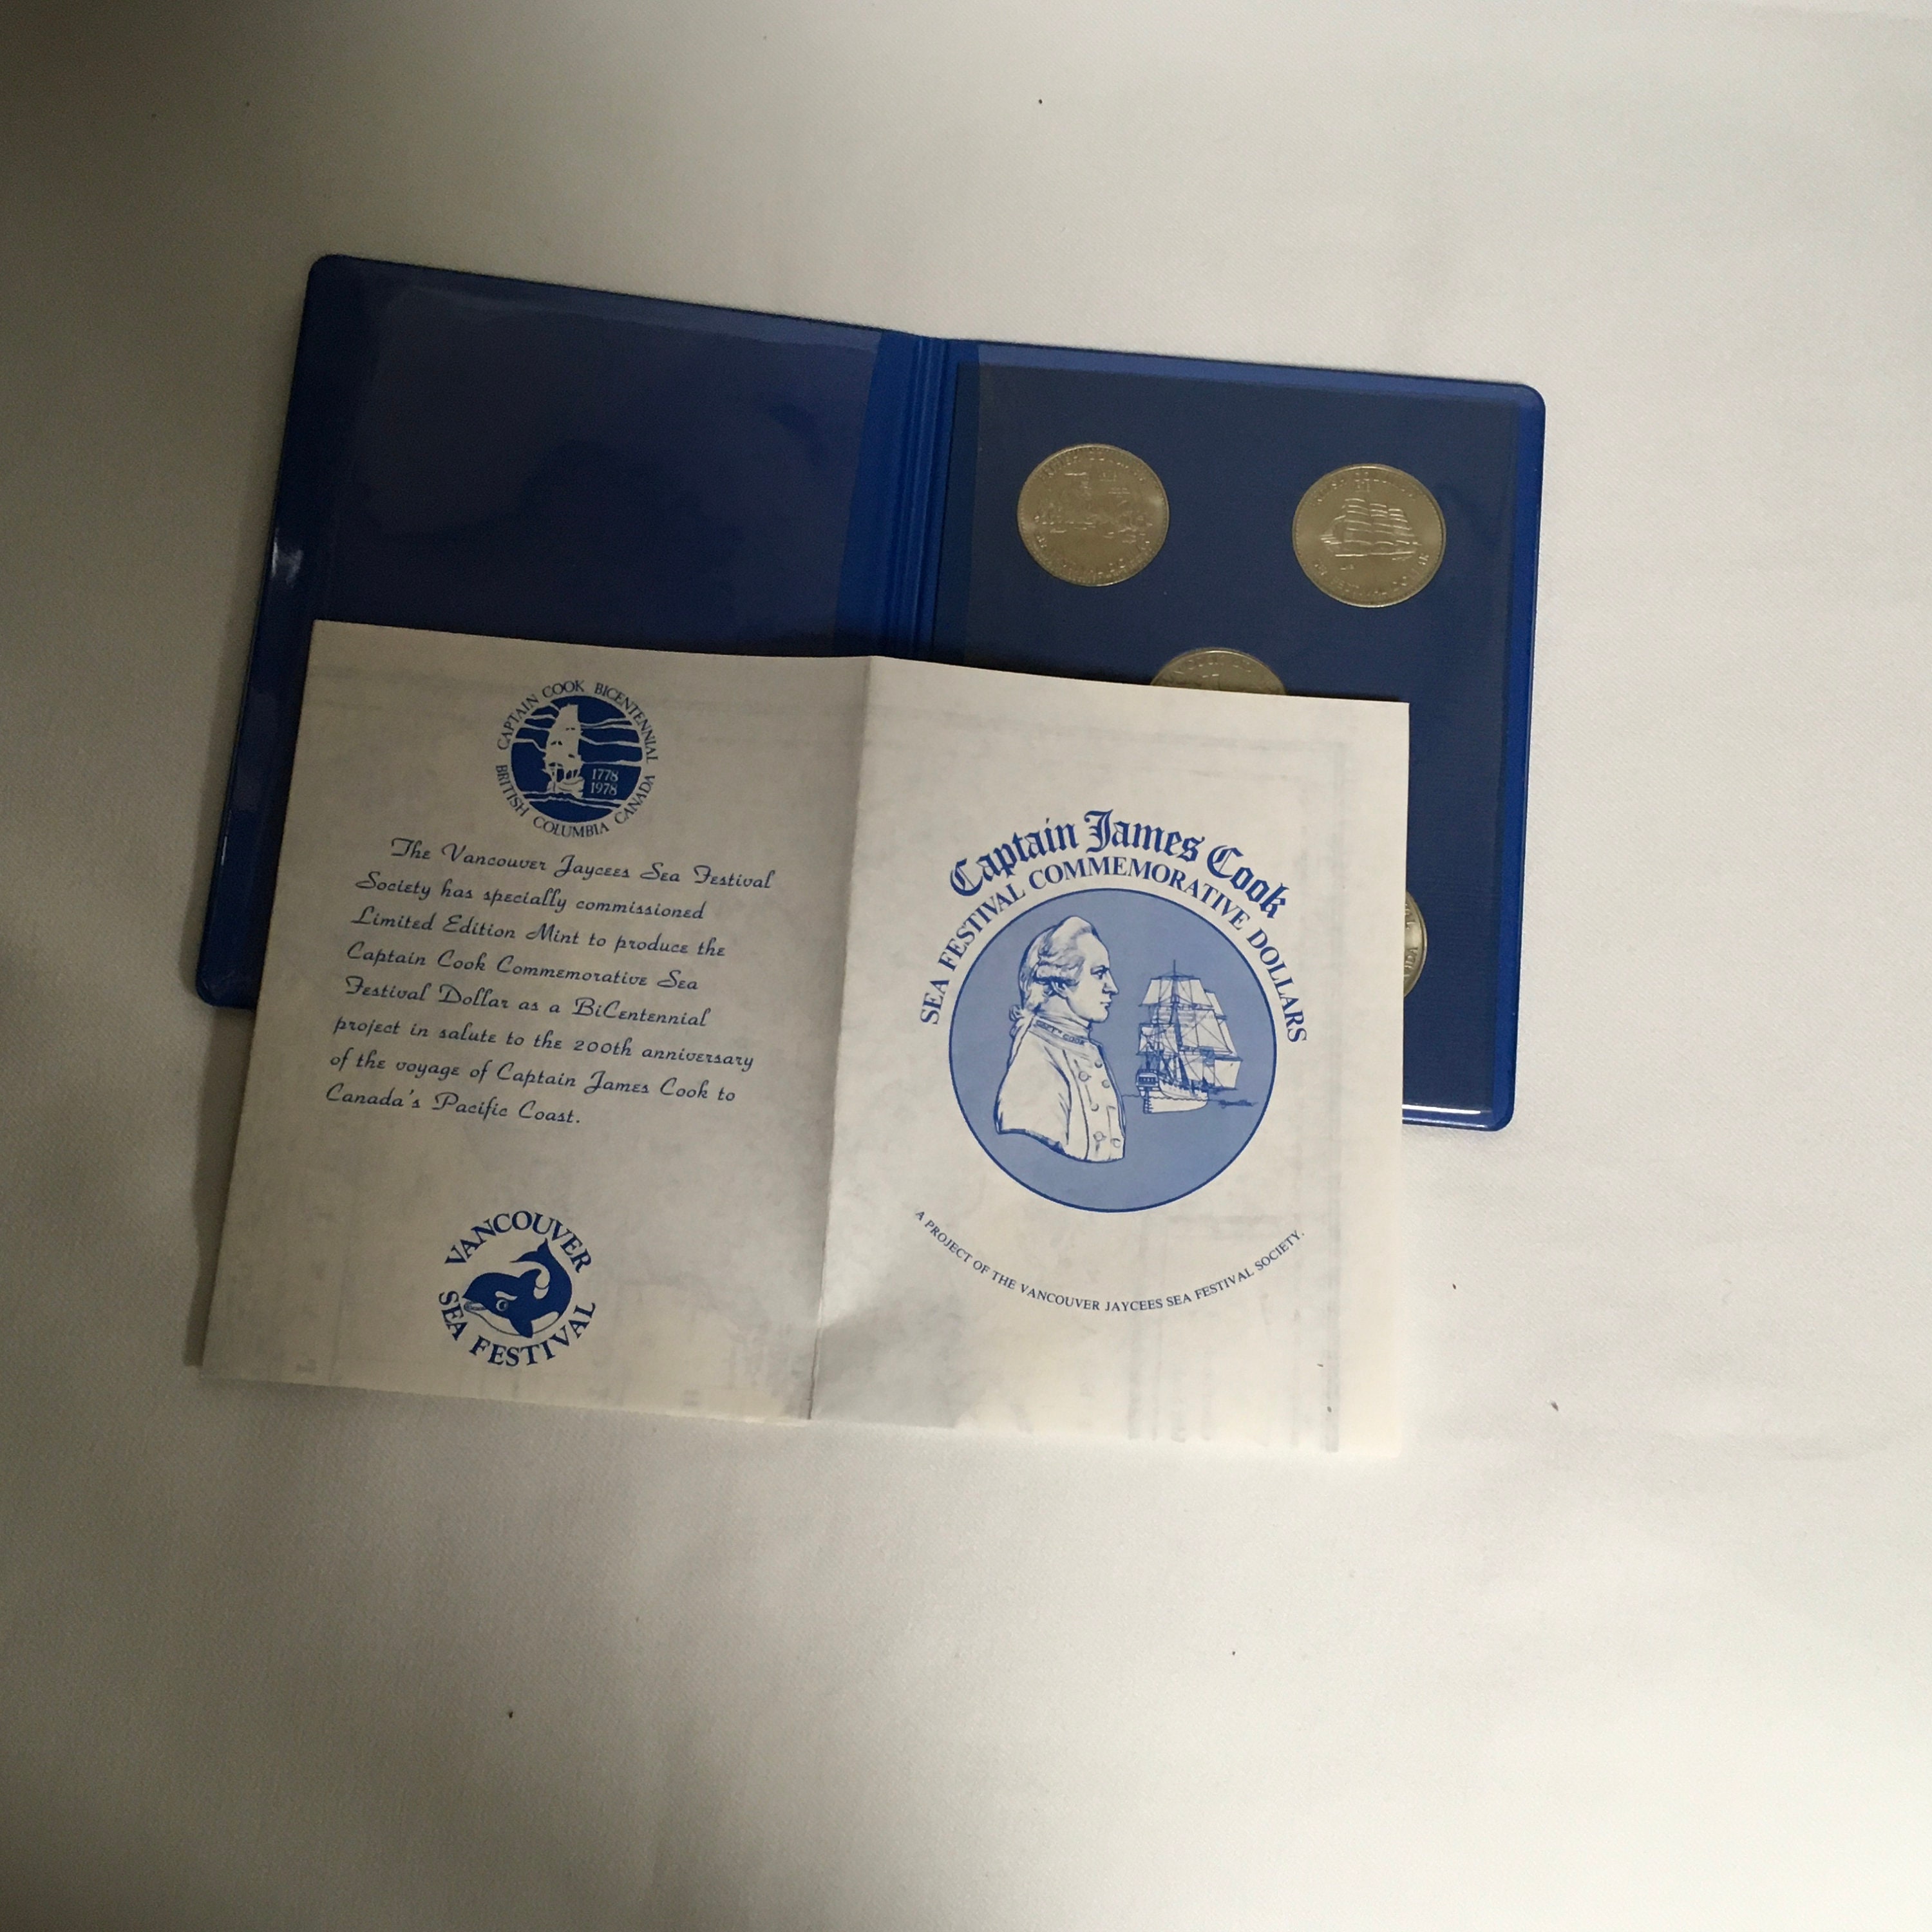 CAPTAIN COOK BICENTENNIAL
1778
1978
BRITISH COLUMBIA CANADA
The Vancouver Jaycees Sea Festival
Society has specially commissioned
Limited Edition Mint to produce the
Captain Cook Commemorative Sea
Festival Dollar as a BiCentennial
project in salute to the 200th anniversary
of the voyage of Captain James Cook to
Canada's Pacific Coast.
VANCOUVER
SEA FESTIVAL
Captain James Cook
SEA FESTIVAL COMMEMORATIVE DOLLARS
A PROJECT OF THE VANCOUVER JAYCEES SEA FESTIVAL SOCIETY.